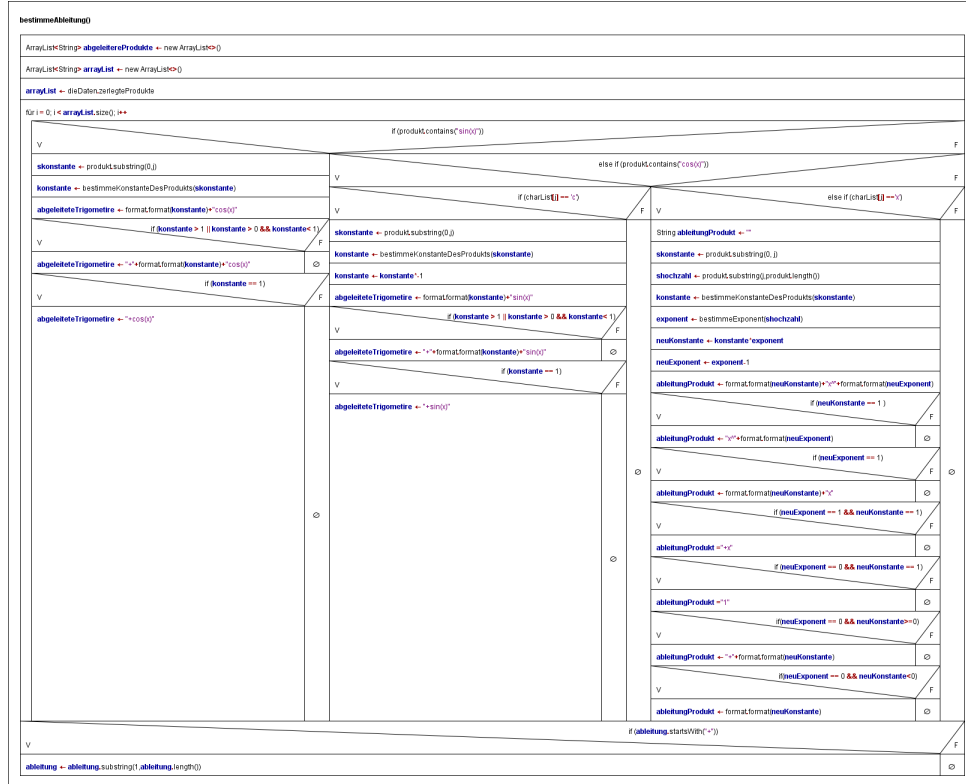 bestimmeAbleitung()
ArrayList<String> abgeleitereProdukte ← new ArrayList<>()
ArrayList<String> arrayList ← new ArrayList<>()
arrayList ← dieDaten.zerlegteProdukte
für i = 0; i < arrayList.size(); i++
if (produkt.contains("sin(x)"))
V
F
skonstante ← produkt.substring(0,j)
konstante ← bestimmeKonstanteDesProdukts(skonstante)
abgeleiteteTrigometire ← format.format(konstante)+"cos(x)"
if (konstante > 1 || konstante > 0 && konstante< 1)
V
F
abgeleiteteTrigometire ← "+"+format.format(konstante)+"cos(x)"
∅
if (konstante == 1)
V
F
abgeleiteteTrigometire ← "+cos(x)"
∅
else if (produkt.contains("cos(x)"))
V
F
if (charList[j] == 'c')
V
F
skonstante ← produkt.substring(0,j)
konstante ← bestimmeKonstanteDesProdukts(skonstante)
konstante ← konstante*-1
abgeleiteteTrigometire ← format.format(konstante)+"sin(x)"
if (konstante > 1 || konstante > 0 && konstante< 1)
V
F
abgeleiteteTrigometire ← "+"+format.format(konstante)+"sin(x)"
∅
if (konstante == 1)
V
F
abgeleiteteTrigometire ← "+sin(x)"
∅
∅
else if (charList[j] =='x')
V
F
String ableitungProdukt ← ""
skonstante ← produkt.substring(0, j)
shochzahl ← produkt.substring(j,produkt.length())
konstante ← bestimmeKonstanteDesProdukts(skonstante)
exponent ← bestimmeExponent(shochzahl)
neuKonstante ← konstante*exponent
neuExponent ← exponent-1
ableitungProdukt ← format.format(neuKonstante)+"x^"+format.format(neuExponent)
if (neuKonstante == 1 )
V
F
ableitungProdukt ← "x^"+format.format(neuExponent)
∅
if (neuExponent == 1)
V
F
ableitungProdukt ← format.format(neuKonstante)+"x"
∅
if (neuExponent == 1 && neuKonstante == 1)
V
F
ableitungProdukt ="+x"
∅
if (neuExponent == 0 && neuKonstante == 1)
V
F
ableitungProdukt ="1"
∅
if(neuExponent == 0 && neuKonstante>=0)
V
F
ableitungProdukt ← "+"+format.format(neuKonstante)
∅
if(neuExponent == 0 && neuKonstante<0)
V
F
ableitungProdukt ← format.format(neuKonstante)
∅
∅
if (ableitung.startsWith("+"))
V
F
ableitung ← ableitung.substring(1,ableitung.length())
∅